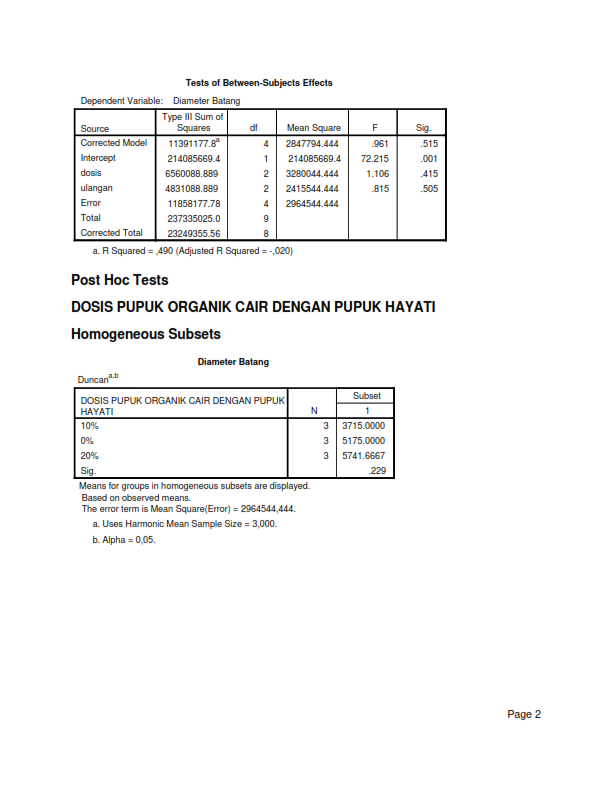 Tests of Between-Subjects Effects
Dependent Variable: Diameter Batang
Source Type III Sum of Squares df Mean Square F Sig.
Corrected Model 11391177.8a 4 2847794.444 .961 .515
Intercept 214085669.4 1 214085669.4 72.215 .001
dosis 6560088.889 2 3280044.444 1.106 .415
ulangan 4831088.889 2 2415544.444 .815 .505
Error 11858177.78 4 2964544.444
Total 237335025.0 9
Corrected Total 23249355.56 8
a. R Squared = ,490 (Adjusted R Squared = -,020)
Post Hoc Tests
DOSIS PUPUK ORGANIK CAIR DENGAN PUPUK HAYATI
Homogeneous Subsets
Diameter Batang
Duncana,b
DOSIS PUPUK ORGANIK CAIR DENGAN PUPUK HAYATI N Subset
1
10% 3 3715.0000
0% 3 5175.0000
20% 3 5741.6667
Sig. .229
Means for groups in homogeneous subsets are displayed.
Based on observed means.
The error term is Mean Square(Error) = 2964544,444.
a. Uses Harmonic Mean Sample Size = 3,000.
b. Alpha = 0,05.
Page 2